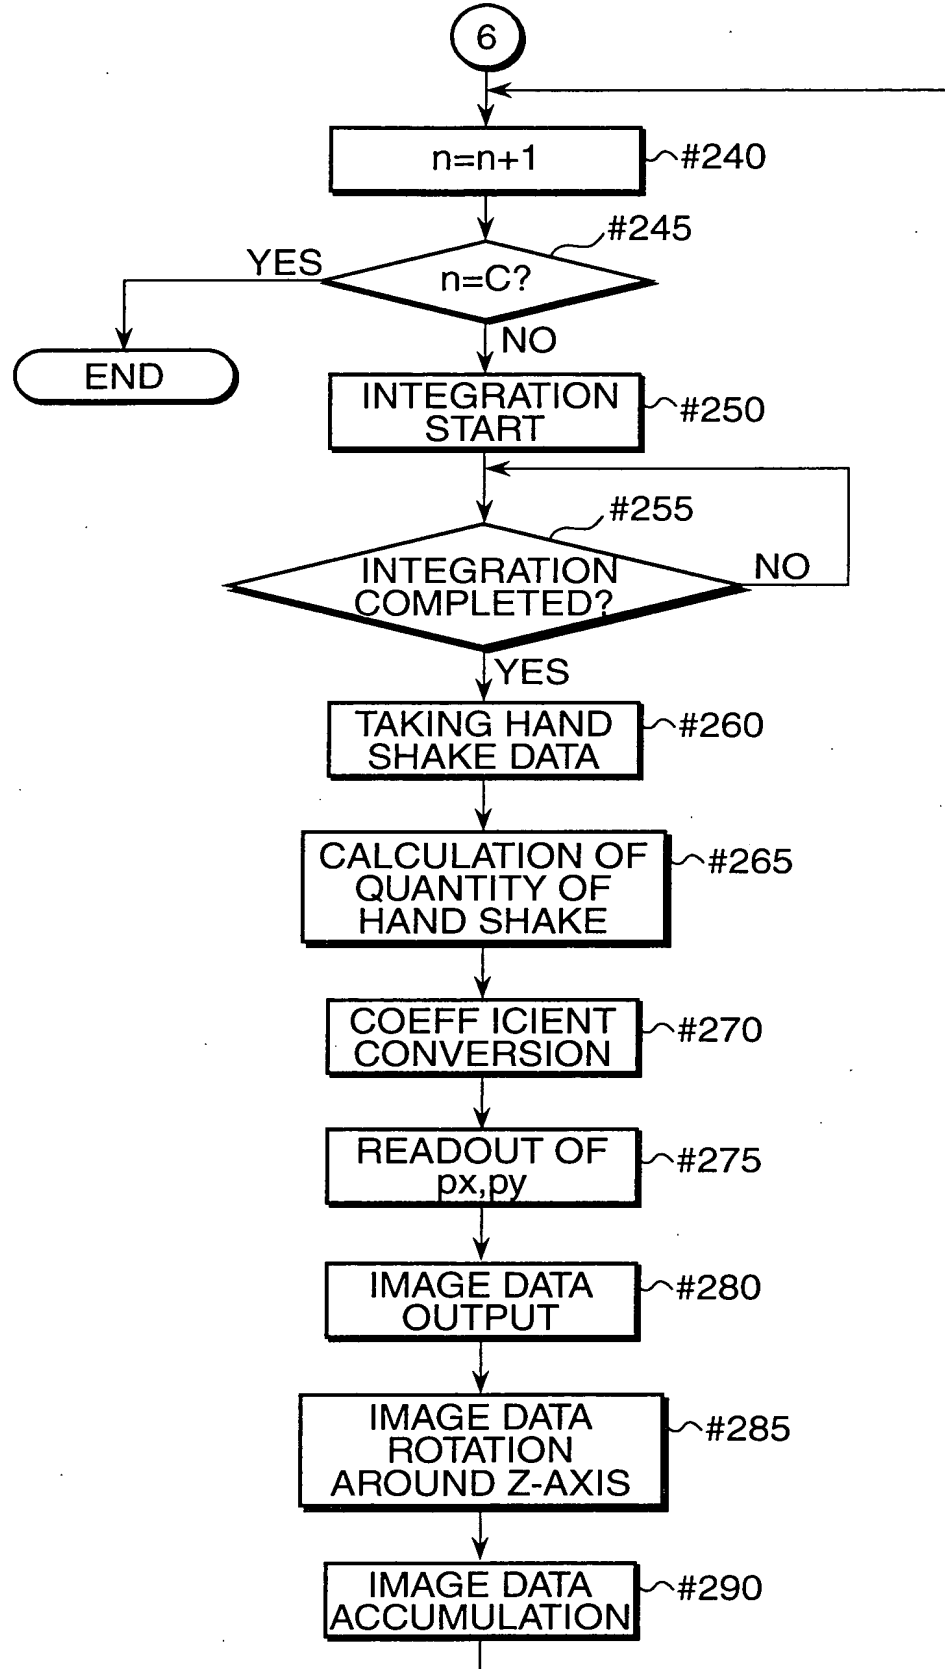 6
n=n+1
#240
#245
YES
n=C?
NO
END
INTEGRATION
START
#250
#255
INTEGRATION
COMPLETED?
NO
YES
TAKING HAND
SHAKE DATA
#260
CALCULATION OF
QUANTITY OF
HAND SHAKE
#265
COEFF ICIENT
CONVERSION
#270
READOUT OF
px,py
#275
IMAGE DATA
OUTPUT
#280
IMAGE DATA
ROTATION
AROUND Z-AXIS
#285
IMAGE DATA
ACCUMULATION
#290